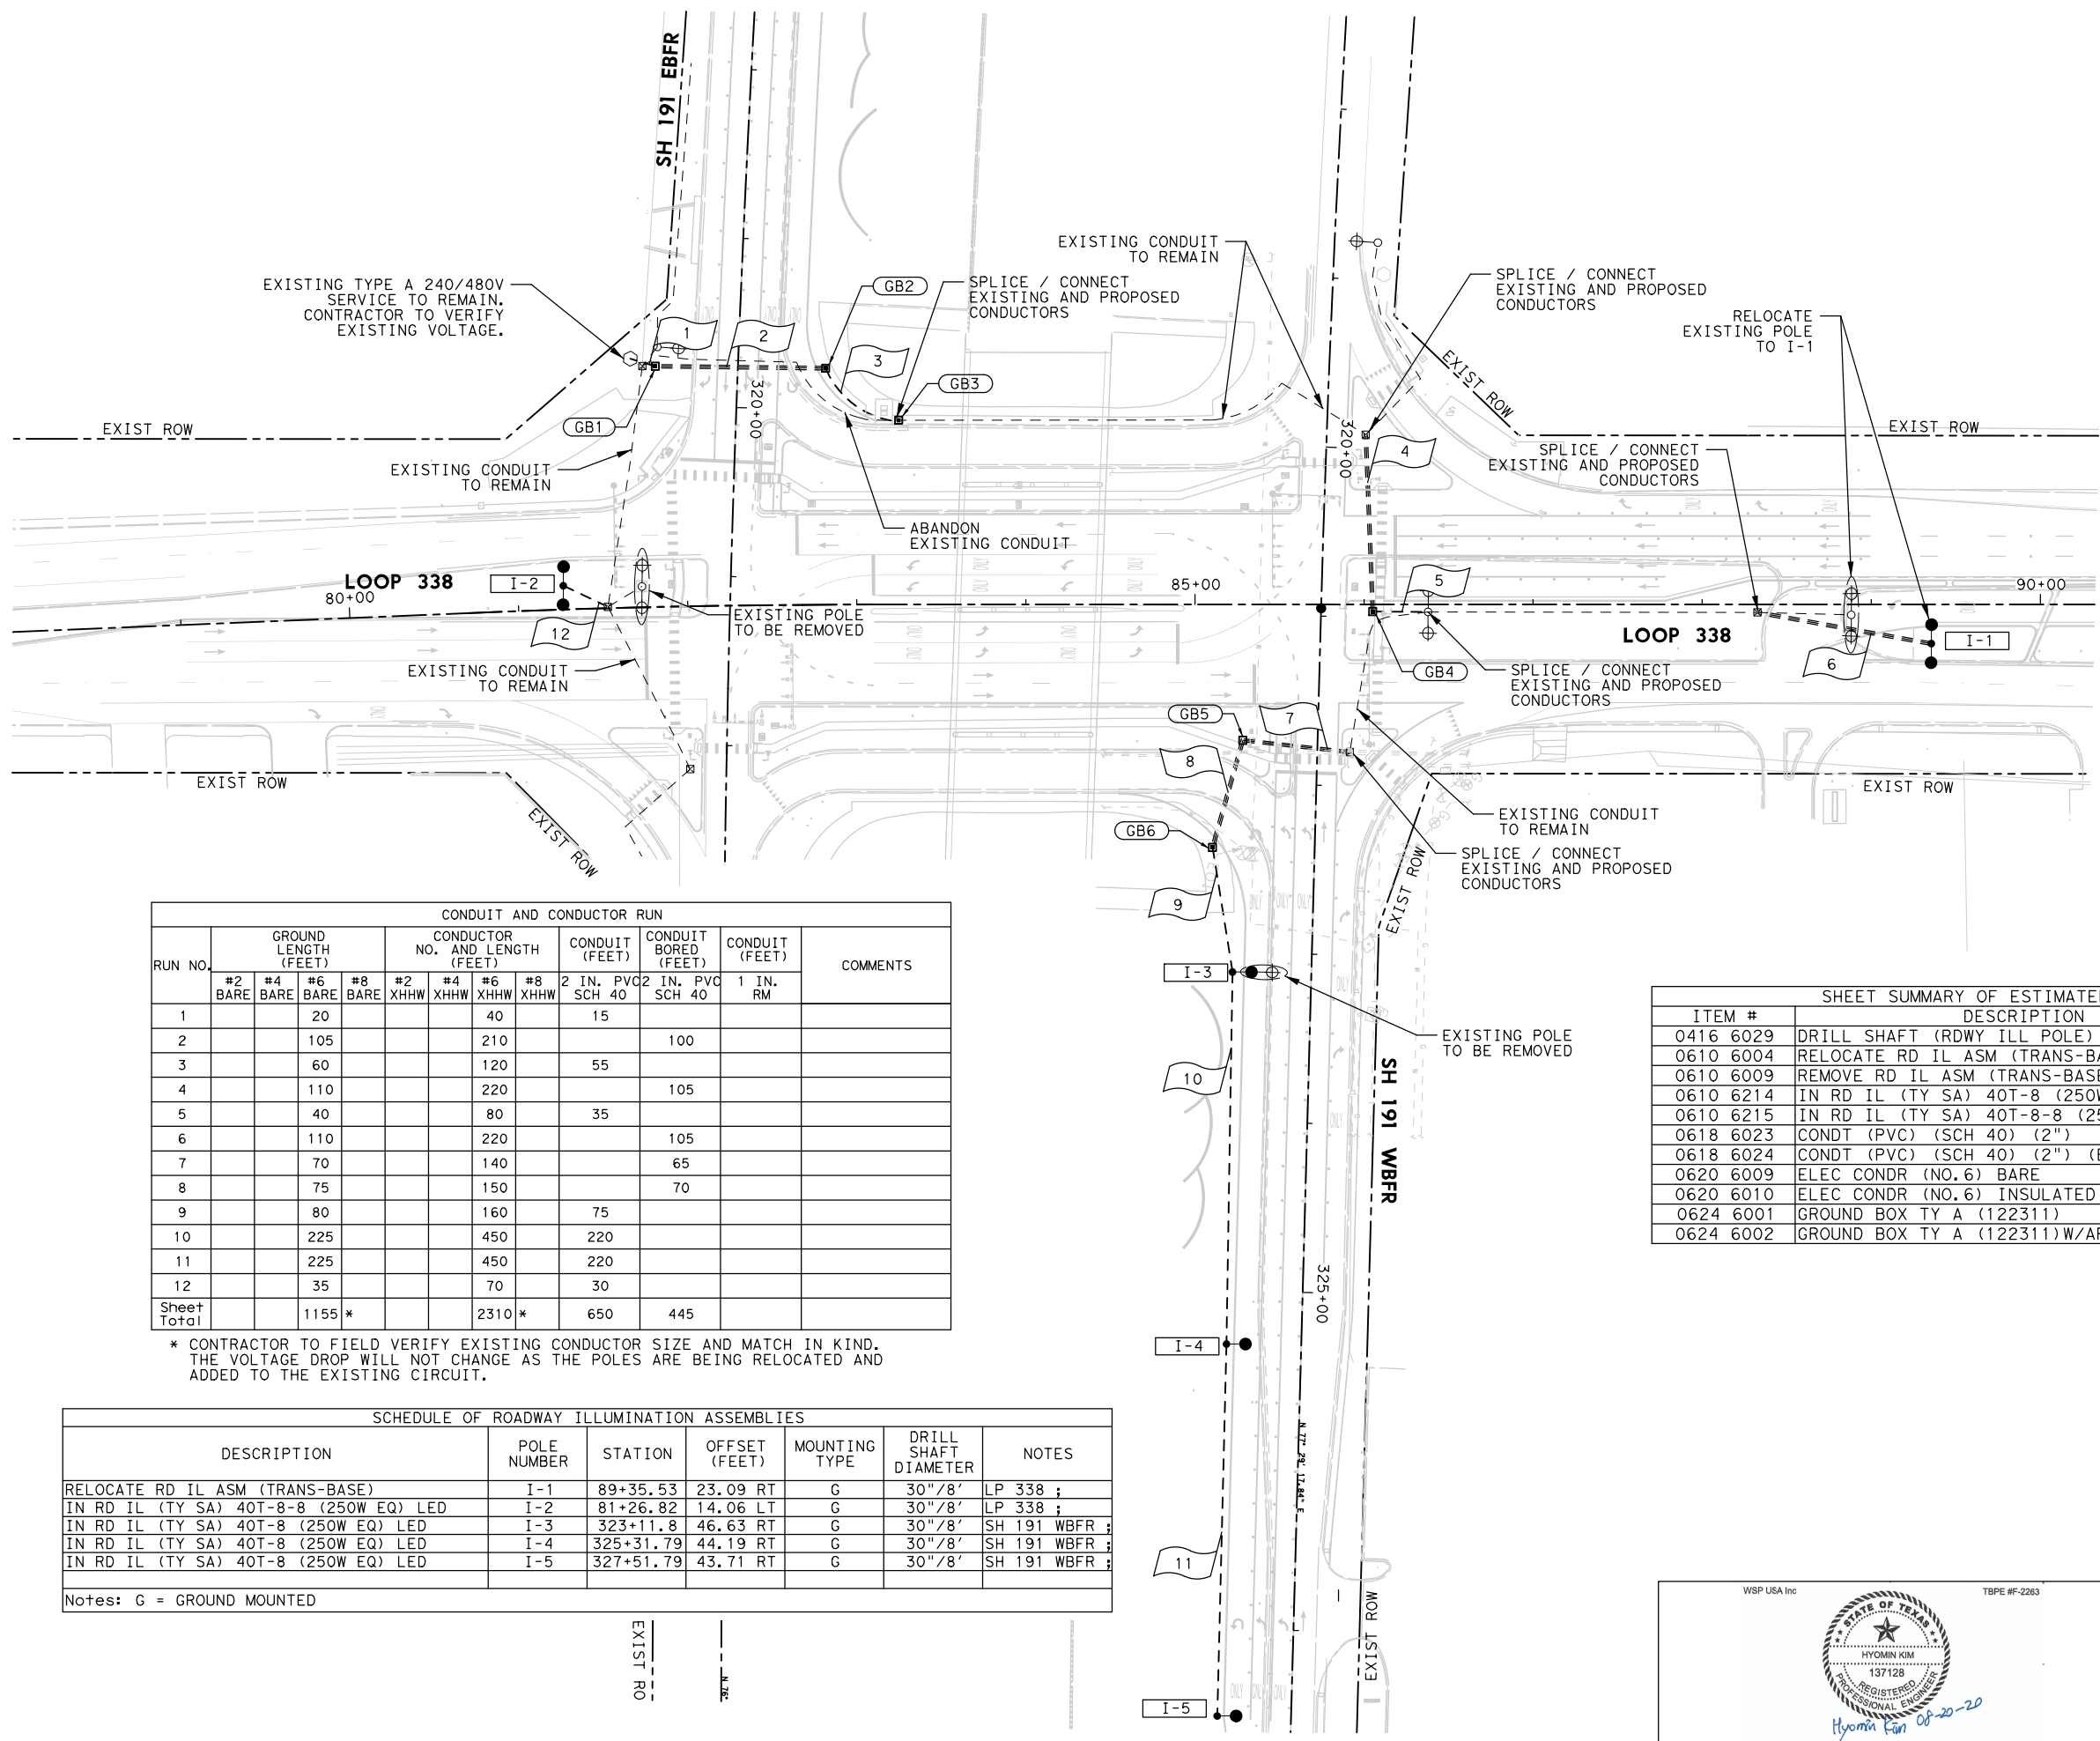 SH 191 EBFR
EXISTING TYPE A 240/480V
SERVICE TO REMAIN.
CONTRACTOR TO VERIFY
EXISTING VOLTAGE.
1
2
3
GB2
SPLICE / CONNECT
EXISTING AND PROPOSED
CONDUCTORS
GB3
GB1
EXISTING CONDUIT
TO REMAIN
SPLICE / CONNECT
EXISTING AND PROPOSED
CONDUCTORS
RELOCATE
EXISTING POLE
TO I-1
EXIST ROW
320+00
EXIST ROW
320+00
4
EXIST ROW
EXISTING CONDUIT
TO REMAIN
SPLICE / CONNECT
EXISTING AND PROPOSED
CONDUCTORS
ABANDON
EXISTING CONDUIT
LOOP 338
80+00
I-2
12
EXISTING POLE
TO BE REMOVED
85+00
5
90+00
LOOP 338
I-1
6
EXISTING CONDUIT
TO REMAIN
GB4
SPLICE / CONNECT
EXISTING AND PROPOSED
CONDUCTORS
GB5
7
8
EXIST ROW
EXIST ROW
EXIST ROW
EXISTING CONDUIT
TO REMAIN
GB6
SPLICE / CONNECT
EXISTING AND PROPOSED
CONDUCTORS
EXIST ROW
9
I-3
EXISTING POLE
TO BE REMOVED
10
SH 191 WBFR
325+00
I-4
N 77° 29' 17.84" E
11
EXIST ROW
I-5
CONDUIT AND CONDUCTOR RUN
RUN NO. GROUND LENGTH (FEET) CONDUCTOR NO. AND LENGTH (FEET) CONDUIT (FEET) CONDUIT BORED (FEET) CONDUIT (FEET) COMMENTS
#2 BARE #4 BARE #6 BARE #8 BARE #2 XHHW #4 XHHW #6 XHHW #8 XHHW 2 IN. PVC SCH 40 2 IN. PVC SCH 40 1 IN. RM
1 20 40 15
2 105 210 100
3 60 120 55
4 110 220 105
5 40 80 35
6 110 220 105
7 70 140 65
8 75 150 70
9 80 160 75
10 225 450 220
11 225 450 220
12 35 70 30
Sheet Total 1155 * 2310 * 650 445
* CONTRACTOR TO FIELD VERIFY EXISTING CONDUCTOR SIZE AND MATCH IN KIND.
THE VOLTAGE DROP WILL NOT CHANGE AS THE POLES ARE BEING RELOCATED AND
ADDED TO THE EXISTING CIRCUIT.
SCHEDULE OF ROADWAY ILLUMINATION ASSEMBLIES
DESCRIPTION POLE NUMBER STATION OFFSET (FEET) MOUNTING TYPE DRILL SHAFT DIAMETER NOTES
RELOCATE RD IL ASM (TRANS-BASE) I-1 89+35.53 23.09 RT G 30"/8' LP 338 ;
IN RD IL (TY SA) 40T-8-8 (250W EQ) LED I-2 81+26.82 14.06 LT G 30"/8' LP 338 ;
IN RD IL (TY SA) 40T-8 (250W EQ) LED I-3 323+11.8 46.63 RT G 30"/8' SH 191 WBFR ;
IN RD IL (TY SA) 40T-8 (250W EQ) LED I-4 325+31.79 44.19 RT G 30"/8' SH 191 WBFR ;
IN RD IL (TY SA) 40T-8 (250W EQ) LED I-5 327+51.79 43.71 RT G 30"/8' SH 191 WBFR ;
Notes: G = GROUND MOUNTED
EXIST RO
N 76°
SHEET SUMMARY OF ESTIMATE
ITEM # DESCRIPTION
0416 6029 DRILL SHAFT (RDWY ILL POLE)
0610 6004 RELOCATE RD IL ASM (TRANS-BA
0610 6009 REMOVE RD IL ASM (TRANS-BASE
0610 6214 IN RD IL (TY SA) 40T-8 (250W
0610 6215 IN RD IL (TY SA) 40T-8-8 (25
0618 6023 CONDT (PVC) (SCH 40) (2")
0618 6024 CONDT (PVC) (SCH 40) (2") (B
0620 6009 ELEC CONDR (NO.6) BARE
0620 6010 ELEC CONDR (NO.6) INSULATED
0624 6001 GROUND BOX TY A (122311)
0624 6002 GROUND BOX TY A (122311)W/AP
WSP USA Inc
TBPE #F-2263
STATE OF TEXAS
HYOMIN KIM
137128
REGISTERED
PROFESSIONAL ENGINEER
Hyomin Kim 08-20-20